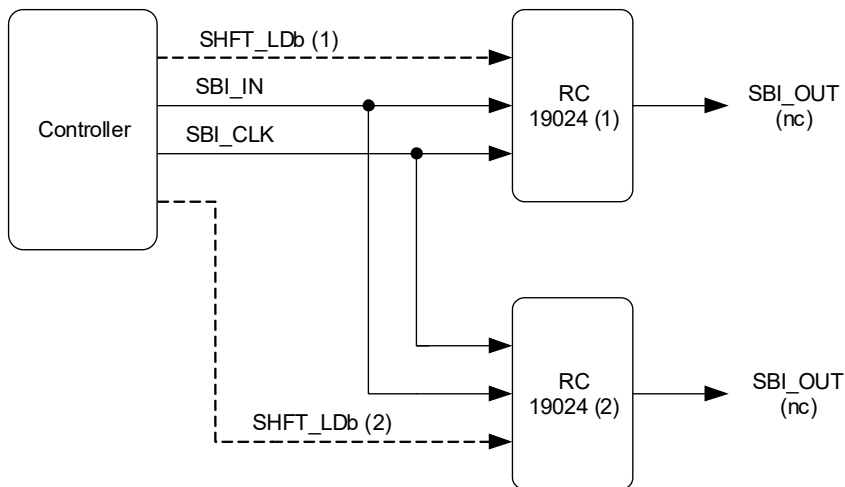 SHFT_LDb (1)
SBI_IN
SBI_CLK
Controller
RC
19024 (1)
SBI_OUT
(nc)
RC
19024 (2)
SBI_OUT
(nc)
SHFT_LDb (2)